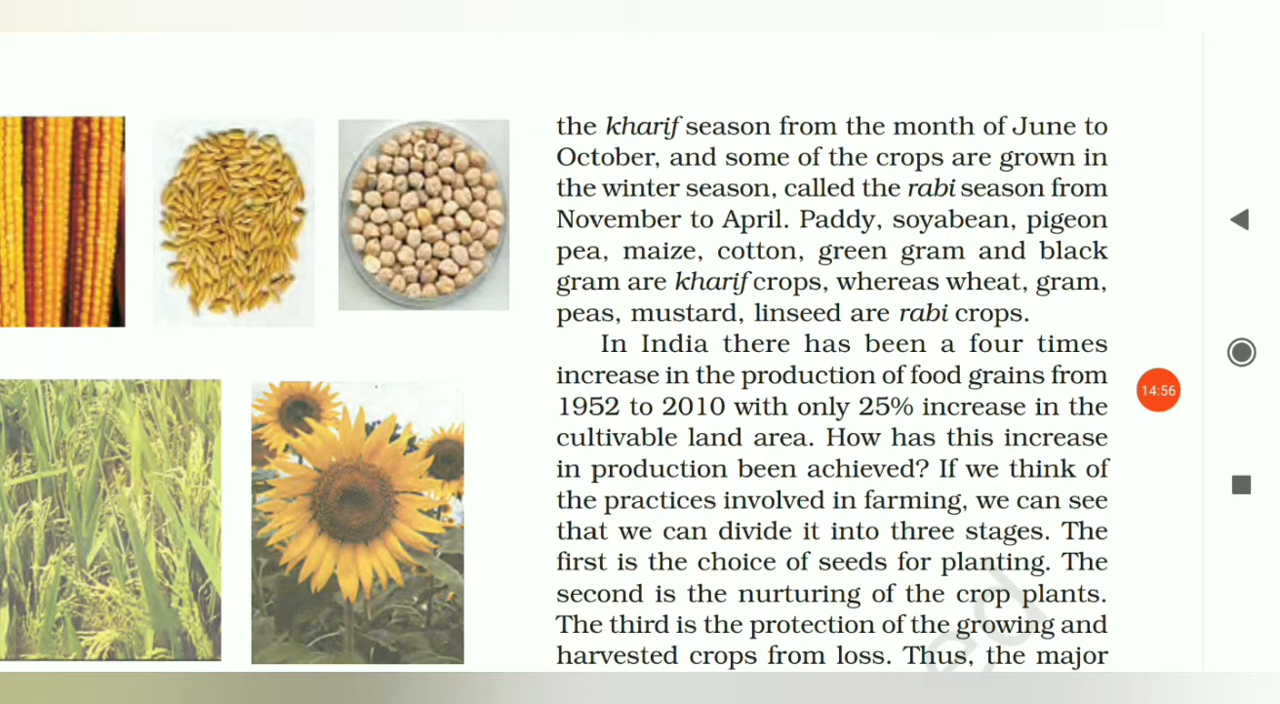 the kharif season from the month of June to
October, and some of the crops are grown in
the winter season, called the rabi season from
November to April. Paddy, soyabean, pigeon
pea, maize, cotton, green gram and black
gram are kharif crops, whereas wheat, gram,
peas, mustard, linseed are rabi crops.
In India there has been a four times
increase in the production of food grains from
1952 to 2010 with only 25% increase in the
cultivable land area. How has this increase
in production been achieved? If we think of
the practices involved in farming, we can see
that we can divide it into three stages. The
first is the choice of seeds for planting. The
second is the nurturing of the crop plants.
The third is the protection of the growing and
harvested crops from loss. Thus, the major
14:56